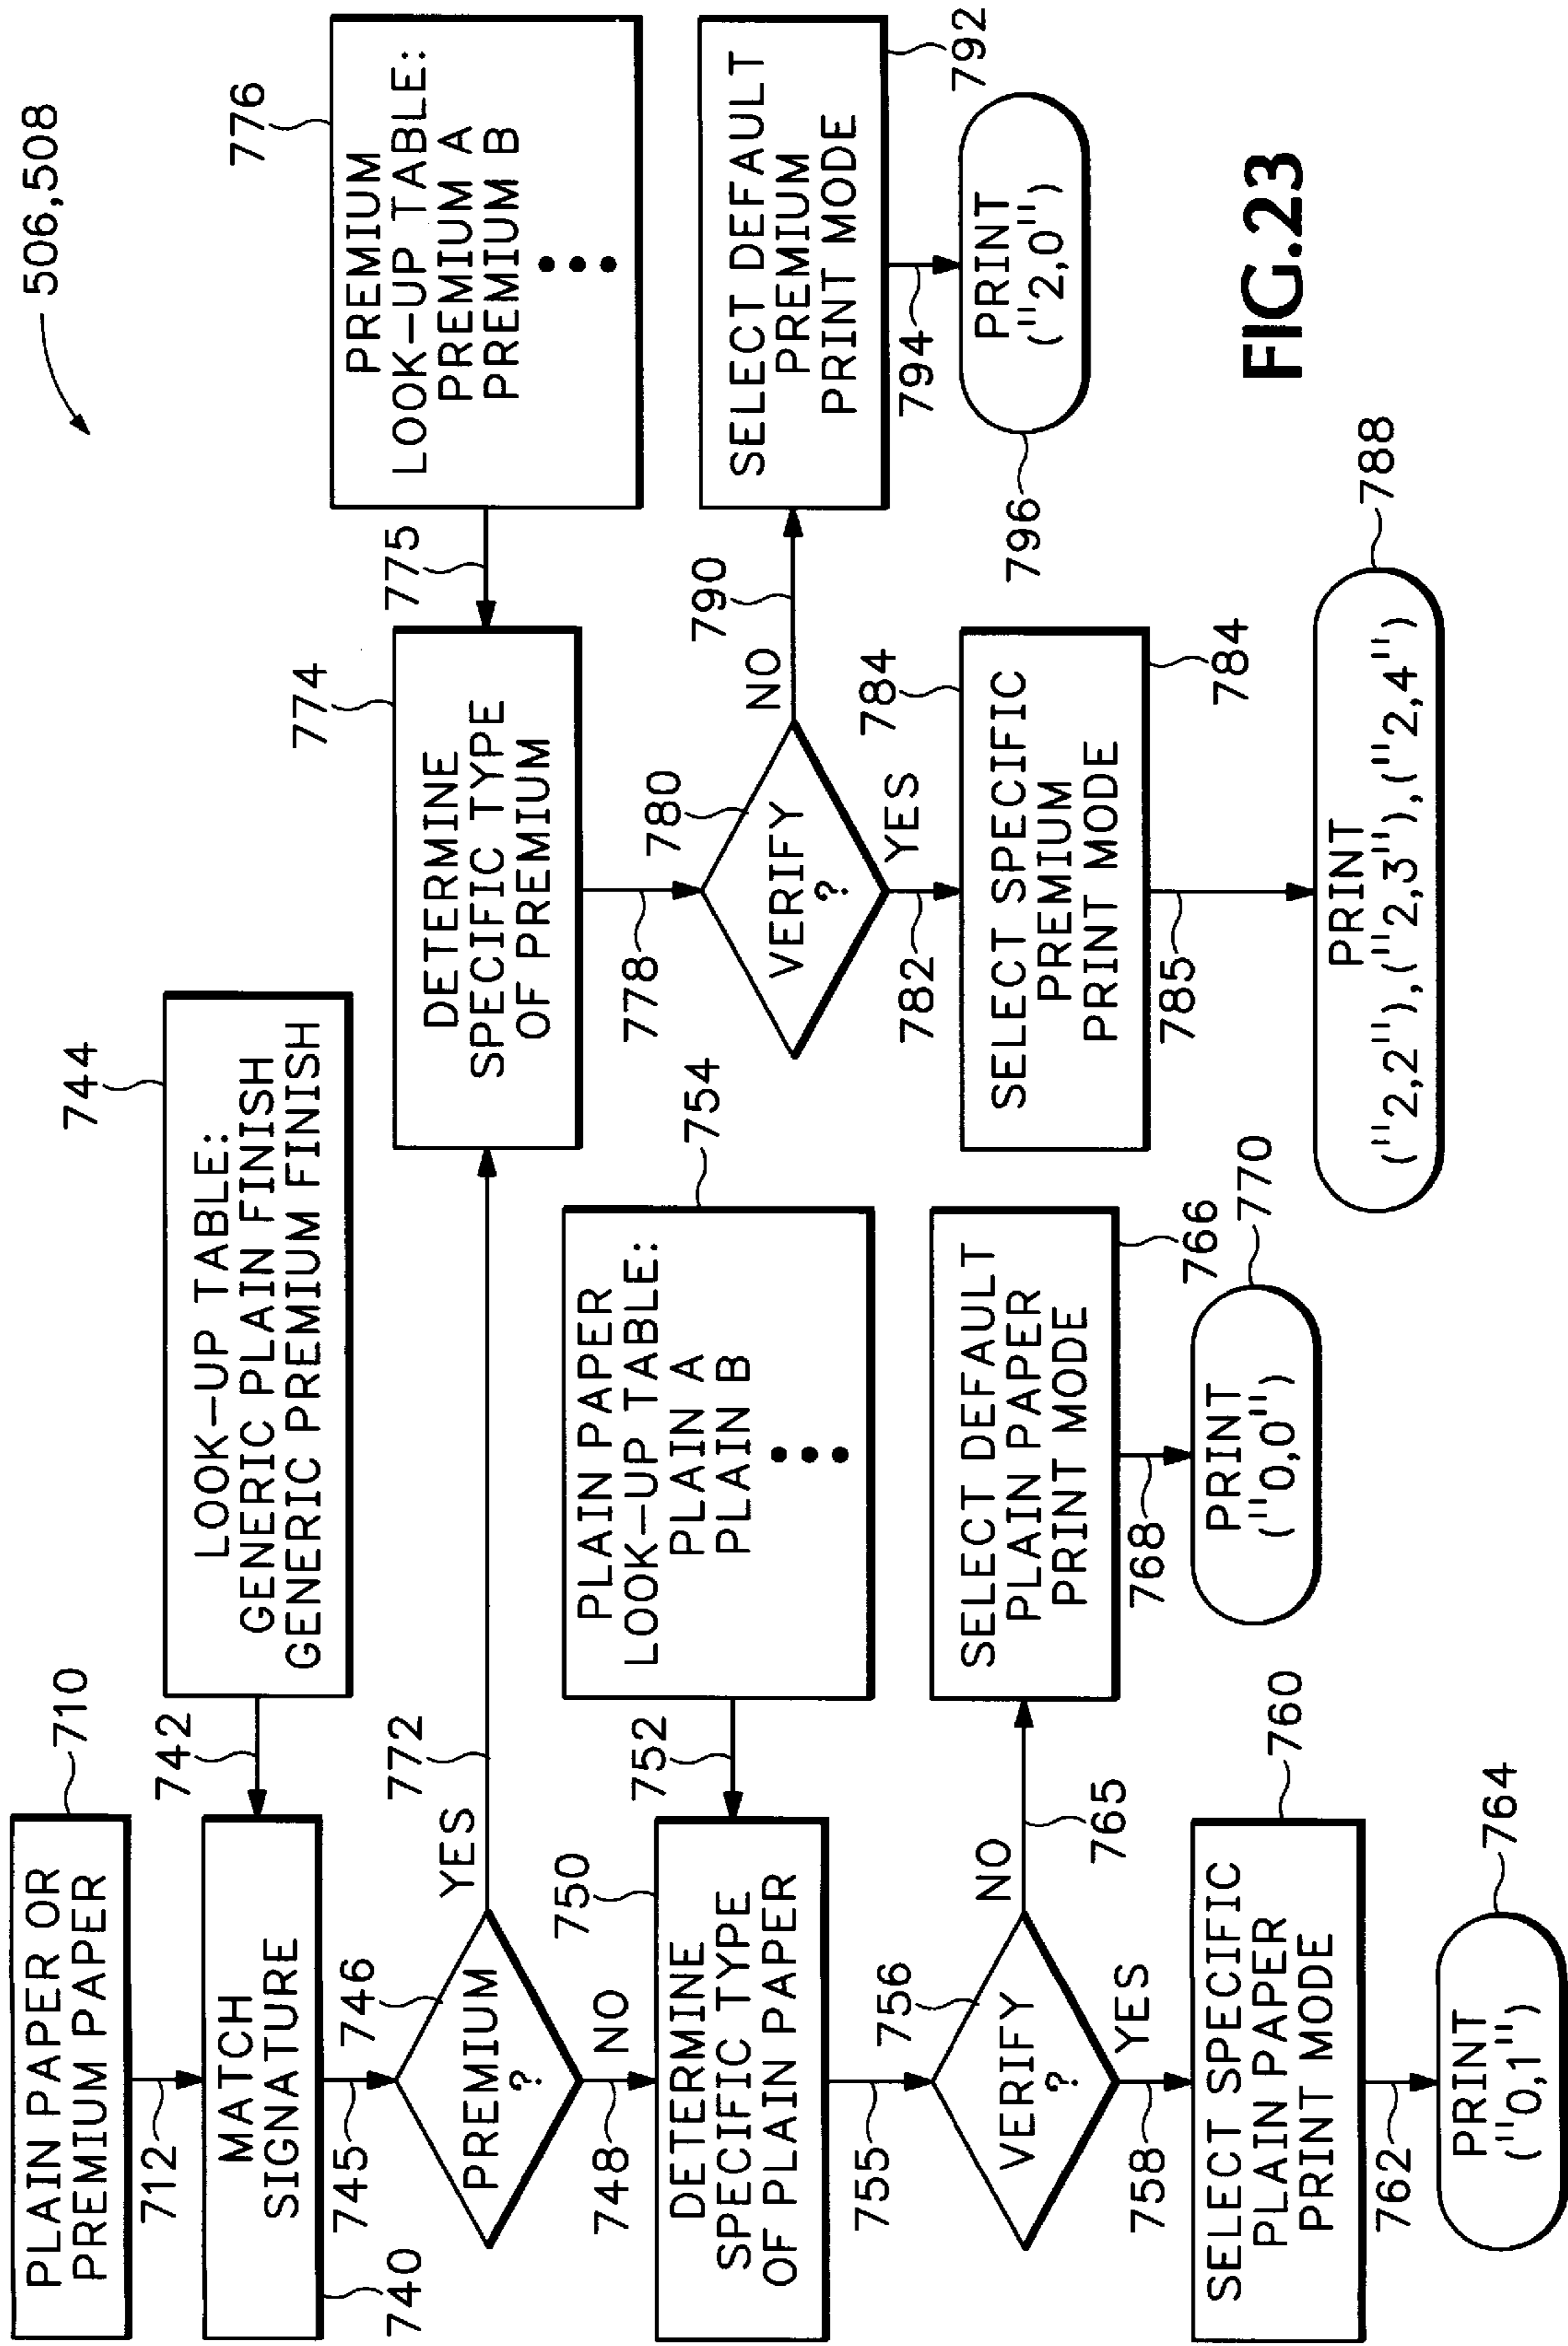 506,508
710
PLAIN PAPER OR
PREMIUM PAPER
712
742
744
LOOK-UP TABLE:
GENERIC PLAIN FINISH
GENERIC PREMIUM FINISH
MATCH
SIGNATURE
740
745
746
PREMIUM
?
YES
772
NO
748
774
DETERMINE
SPECIFIC TYPE
OF PREMIUM
775
776
PREMIUM
LOOK-UP TABLE:
PREMIUM A
PREMIUM B
750
DETERMINE
SPECIFIC TYPE
OF PLAIN PAPER
752
754
PLAIN PAPER
LOOK-UP TABLE:
PLAIN A
PLAIN B
778
780
VERIFY
?
NO
790
YES
782
SELECT DEFAULT
PREMIUM
PRINT MODE
792
794
PRINT
("2,0")
796
755
756
VERIFY
?
NO
765
YES
758
SELECT DEFAULT
PLAIN PAPER
PRINT MODE
766
768
PRINT
("0,0")
770
784
SELECT SPECIFIC
PREMIUM
PRINT MODE
784
785
PRINT
("2,2"),("2,3"),("2,4")
788
760
SELECT SPECIFIC
PLAIN PAPER
PRINT MODE
762
PRINT
("0,1")
764
FIG.23